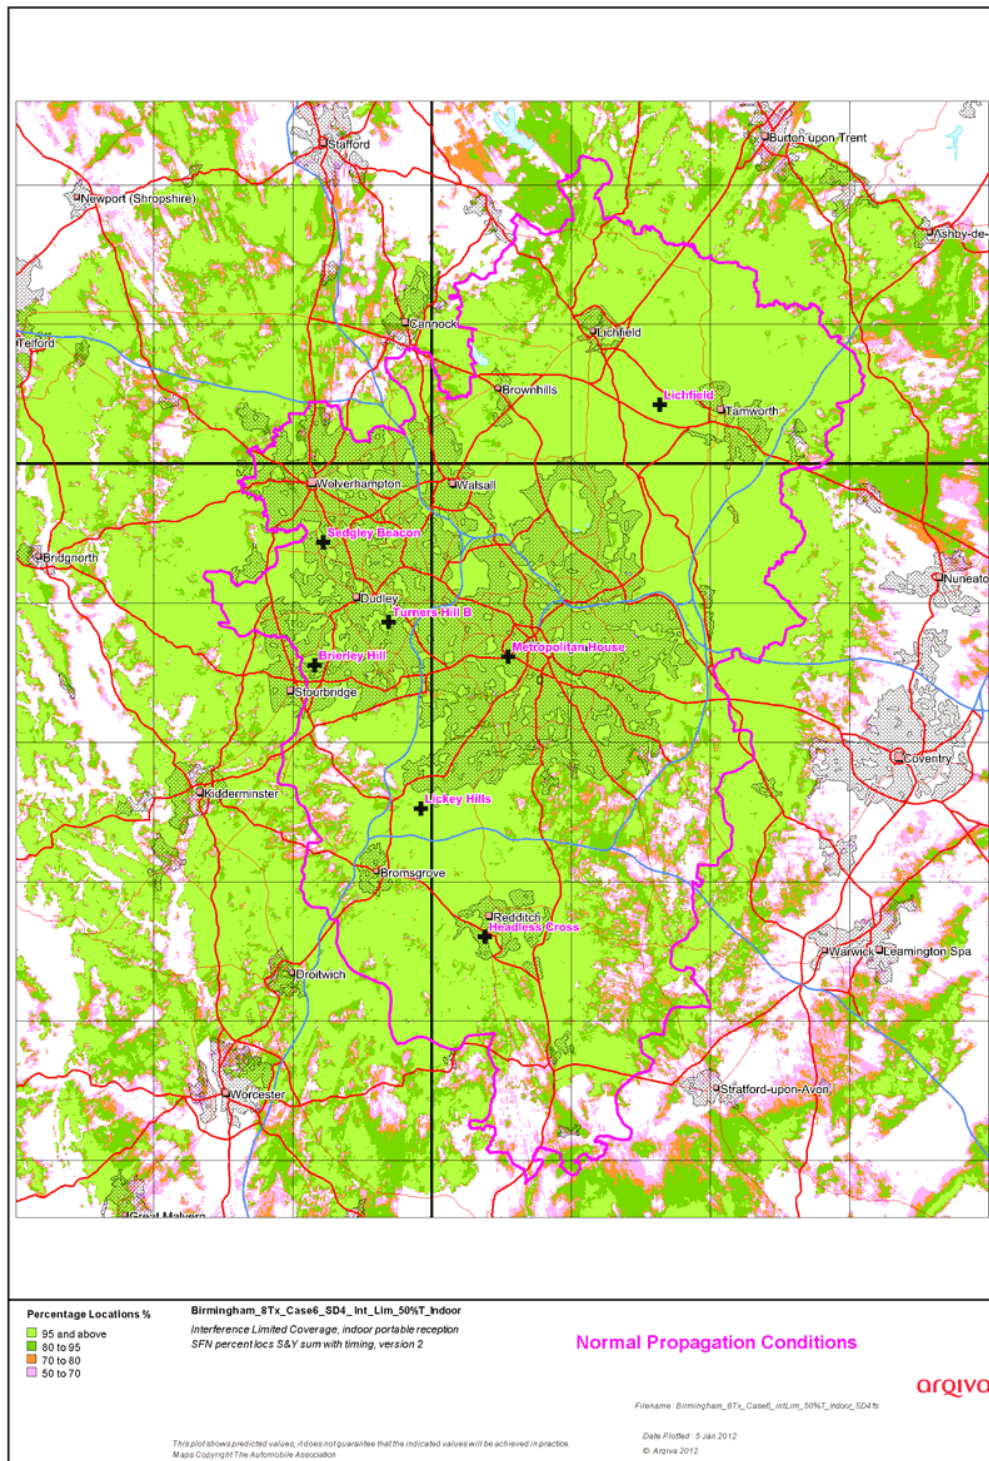 Stafford
Burton-upon-Trent
Newport (Shropshire)
Ashby-de-
Cannock
Lichfield
Telford
Brownhills
Lichfield
Tamworth
Wolverhampton
Walsall
Sedgley Beacon
Bridgnorth
Nuneato
Dudley
Turners Hill B
Metropolitan House
Brierley Hill
Stourbridge
Coventry
Kidderminster
Lickey Hills
Bromsgrove
Redditch
Headless Cross
Warwick
Leamington Spa
Droitwich
Stratford-upon-Avon
Worcester
Great Malvern
Percentage Locations %
95 and above
80 to 95
70 to 80
50 to 70
Birmingham_8Tx_Case6_SD4_Int_Lim_50%T_Indoor
Interference Limited Coverage, indoor portable reception
SFN percent locs S&Y sum with timing, version 2
Normal Propagation Conditions
arqiva
Filename : Birmingham_8Tx_Case6_intLim_50%T_Indoor_SD4.fts
Date Plotted : 5 Jan 2012
© Arqiva 2012
This plot shows predicted values; it does not guarantee that the indicated values will be achieved in practice.
Maps Copyright The Automobile Association